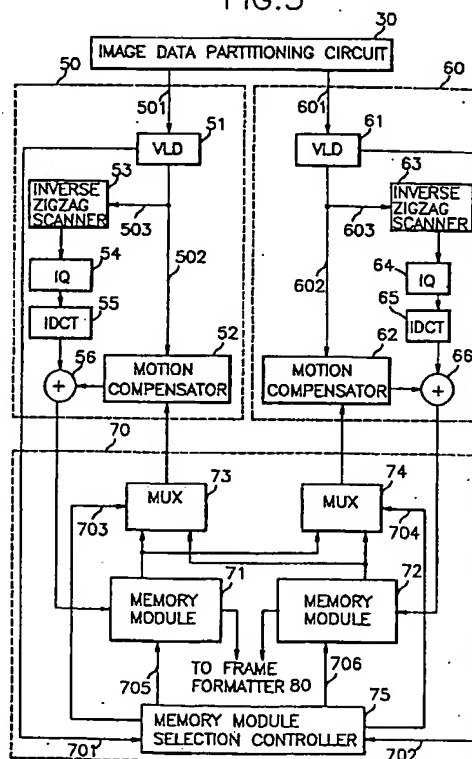 FIG.3
30
IMAGE DATA PARTITIONING CIRCUIT
50
501
601
60
51
VLD
61
VLD
53
INVERSE
ZIGZAG
SCANNER
503
63
INVERSE
ZIGZAG
SCANNER
603
54
IQ
502
602
64
IQ
55
IDCT
65
IDCT
56
52
62
66
+
MOTION
COMPENSATOR
MOTION
COMPENSATOR
+
70
73
MUX
703
74
MUX
704
71
MEMORY
MODULE
72
MEMORY
MODULE
TO FRAME
FORMATTER 80
705
706
75
MEMORY MODULE
SELECTION CONTROLLER
701
702